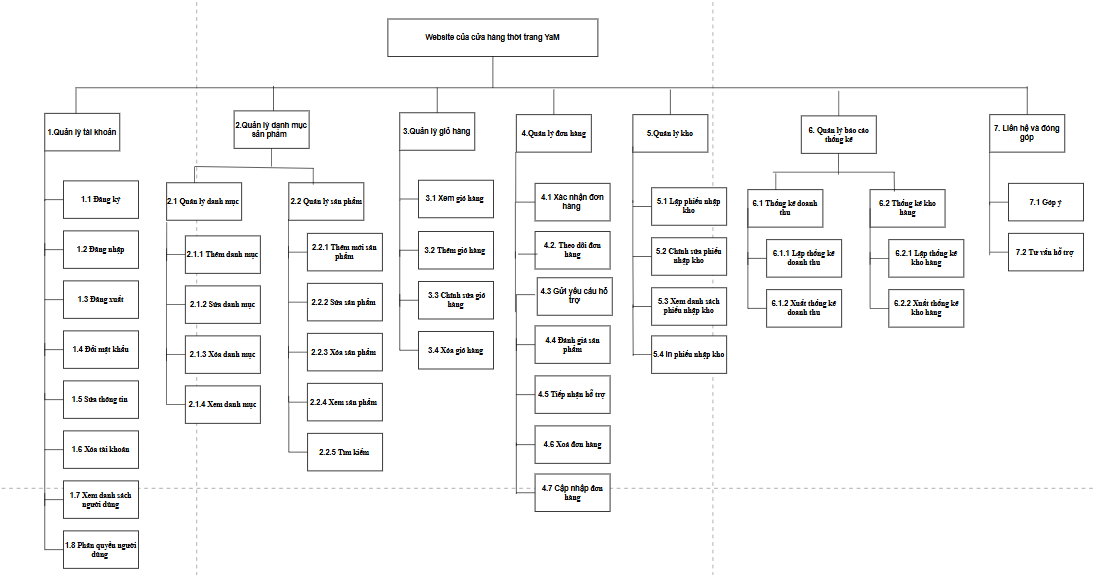 Website của cửa hàng thời trang YaM
1.Quản lý tài khoản
2.Quản lý danh mục
sản phẩm
3.Quản lý giỏ hàng
4.Quản lý đơn hàng
5.Quản lý kho
6. Quản lý báo cáo
thống kê
7. Liên hệ và đóng
góp
1.1 Đăng ký
1.2 Đăng nhập
1.3 Đăng xuất
1.4 Đổi mật khẩu
1.5 Sửa thông tin
1.6 Xóa tài khoản
1.7 Xem danh sách
người dùng
1.8 Phân quyền người
dùng
2.1 Quản lý danh mục
2.1.1 Thêm danh mục
2.1.2 Sửa danh mục
2.1.3 Xóa danh mục
2.1.4 Xem danh mục
2.2 Quản lý sản phẩm
2.2.1 Thêm mới sản
phẩm
2.2.2 Sửa sản phẩm
2.2.3 Xóa sản phẩm
2.2.4 Xem sản phẩm
2.2.5 Tìm kiếm
3.1 Xem giỏ hàng
3.2 Thêm giỏ hàng
3.3 Chỉnh sửa giỏ
hàng
3.4 Xóa giỏ hàng
4.1 Xác nhận đơn
hàng
4.2. Theo dõi đơn
hàng
4.3 Gửi yêu cầu hỗ
trợ
4.4 Đánh giá sản
phẩm
4.5 Tiếp nhận hỗ trợ
4.6 Xoá đơn hàng
4.7 Cập nhập đơn
hàng
5.1 Lập phiếu nhập
kho
5.2 Chỉnh sửa phiếu
nhập kho
5.3 Xem danh sách
phiếu nhập kho
5.4 In phiếu nhập kho
6.1 Thống kê doanh
thu
6.1.1 Lập thống kê
doanh thu
6.1.2 Xuất thống kê
doanh thu
6.2 Thống kê kho
hàng
6.2.1 Lập thống kê
kho hàng
6.2.2 Xuất thống kê
kho hàng
7.1 Góp ý
7.2 Tư vấn hỗ trợ